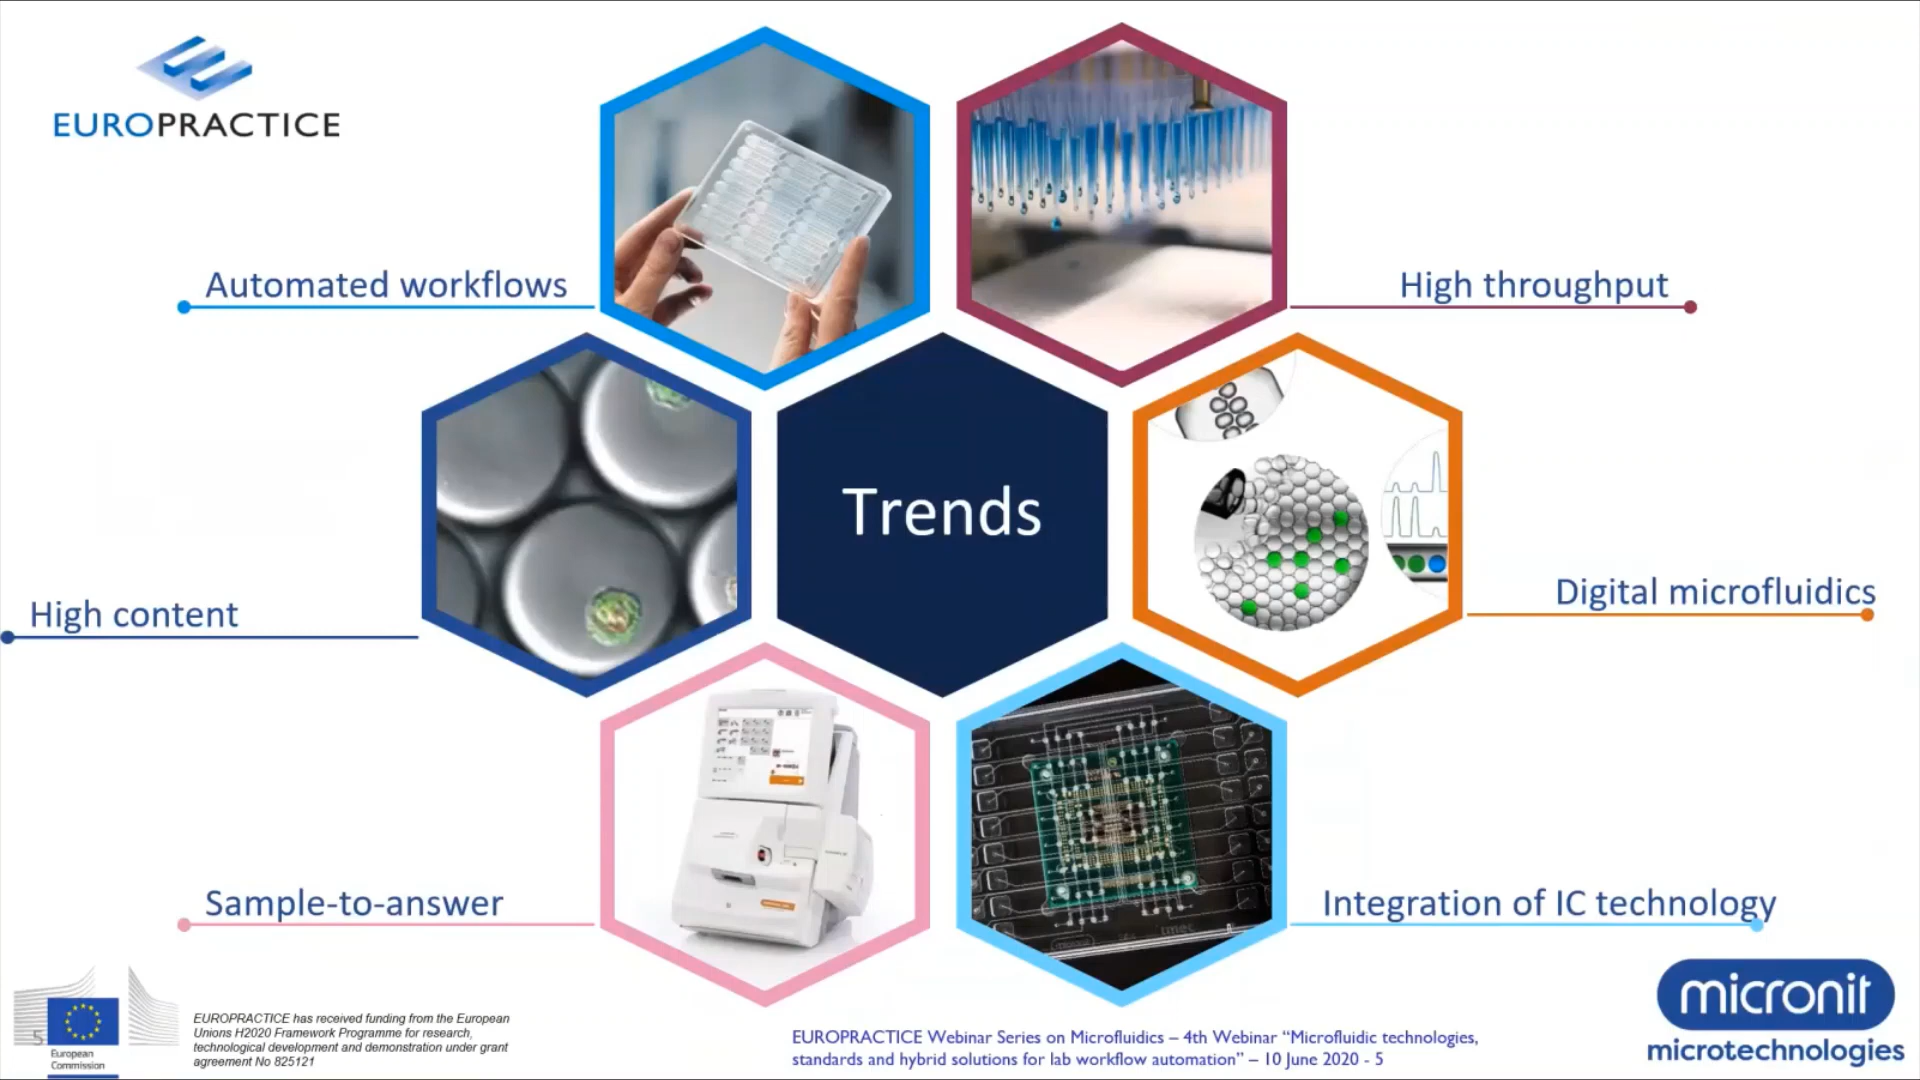 EUROPRACTICE
Automated workflows
High throughput
Trends
High content
Digital microfluidics
Sample-to-answer
Integration of IC technology
5
European
Commission
EUROPRACTICE has received funding from the European
Unions H2020 Framework Programme for research,
technological development and demonstration under grant
agreement No 825121
EUROPRACTICE Webinar Series on Microfluidics – 4th Webinar “Microfluidic technologies,
standards and hybrid solutions for lab workflow automation” – 10 June 2020 - 5
micronit
microtechnologies